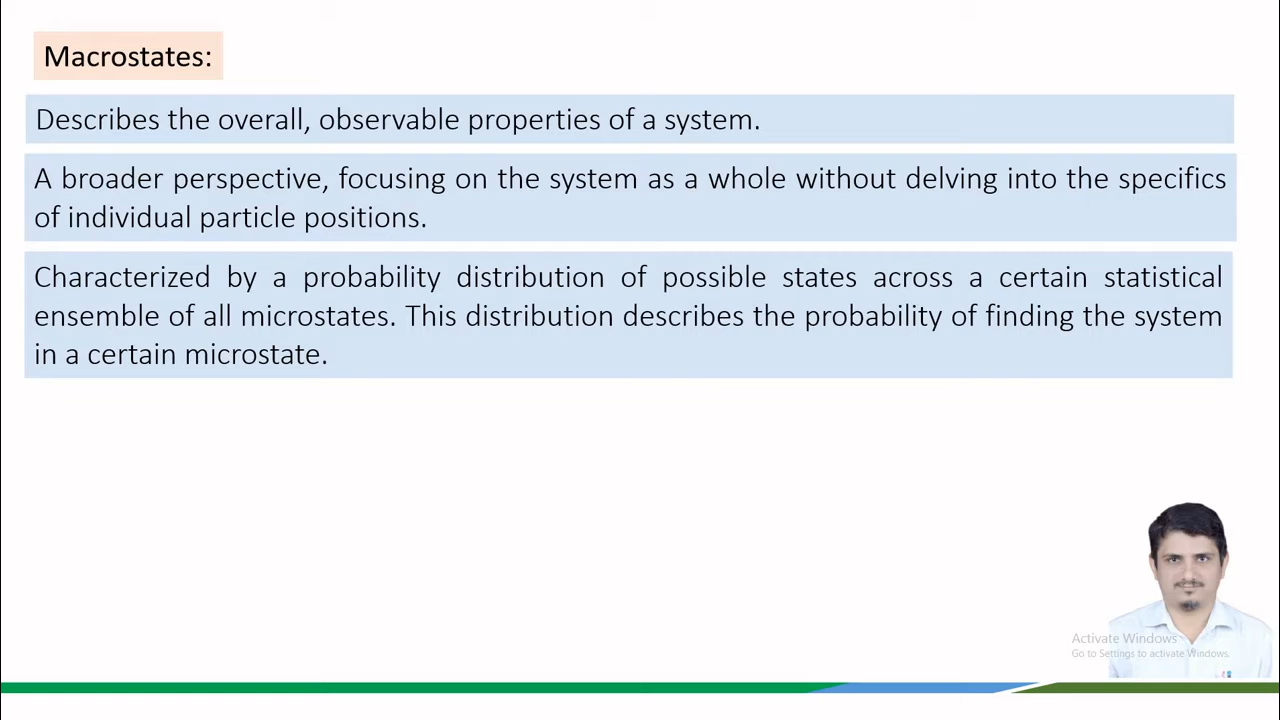 Macrostates:
Describes the overall, observable properties of a system.
A broader perspective, focusing on the system as a whole without delving into the specifics
of individual particle positions.
Characterized by a probability distribution of possible states across a certain statistical
ensemble of all microstates. This distribution describes the probability of finding the system
in a certain microstate.
Activate Windows
Go to Settings to activate Windows.